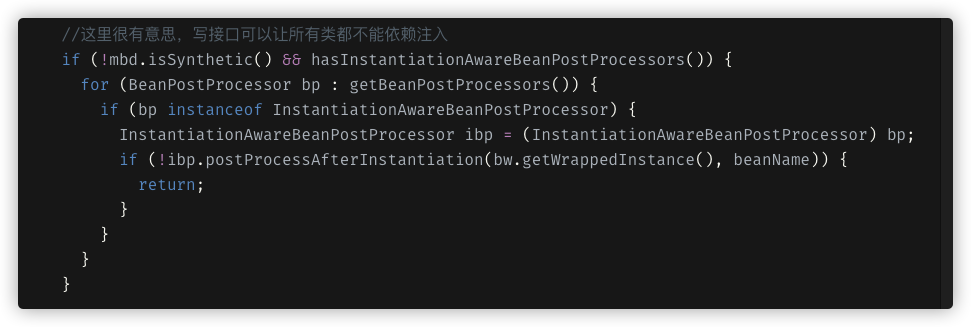 //这里很有意思，写接口可以让所有类都不能依赖注入
if (!mbd.isSynthetic() && hasInstantiationAwareBeanPostProcessors()) {
for (BeanPostProcessor bp : getBeanPostProcessors()) {
if (bp instanceof InstantiationAwareBeanPostProcessor) {
InstantiationAwareBeanPostProcessor ibp = (InstantiationAwareBeanPostProcessor) bp;
if (!ibp.postProcessAfterInstantiation(bw.getWrappedInstance(), beanName)) {
return;
}
}
}
}